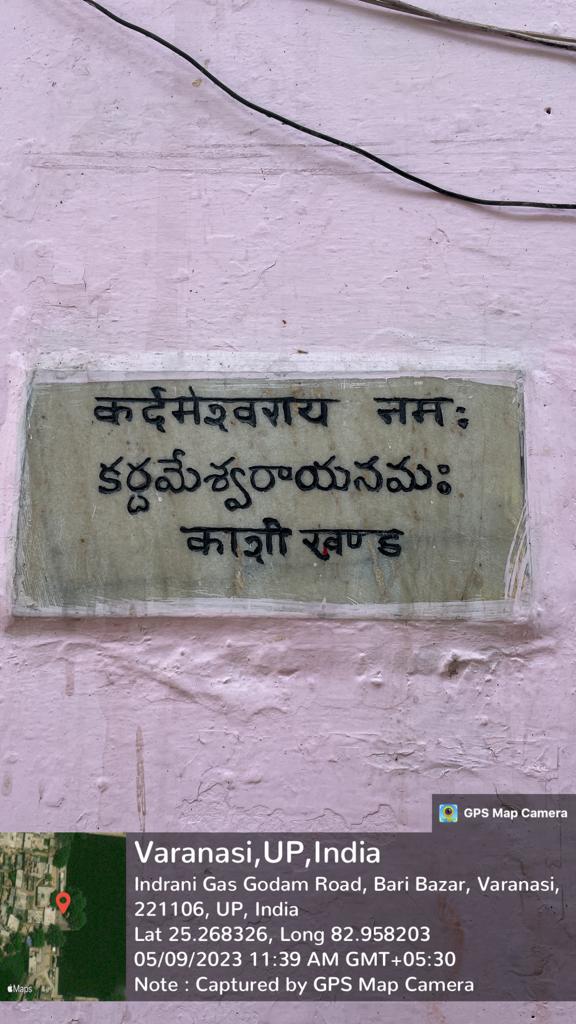 कर्दमेश्वराय नमः
కర్దమేశ్వరాయనమః
काशी खण्ड
GPS Map Camera
Varanasi,UP,India
Indrani Gas Godam Road, Bari Bazar, Varanasi,
221106, UP, India
Lat 25.268326, Long 82.958203
05/09/2023 11:39 AM GMT+05:30
Note : Captured by GPS Map Camera
Maps